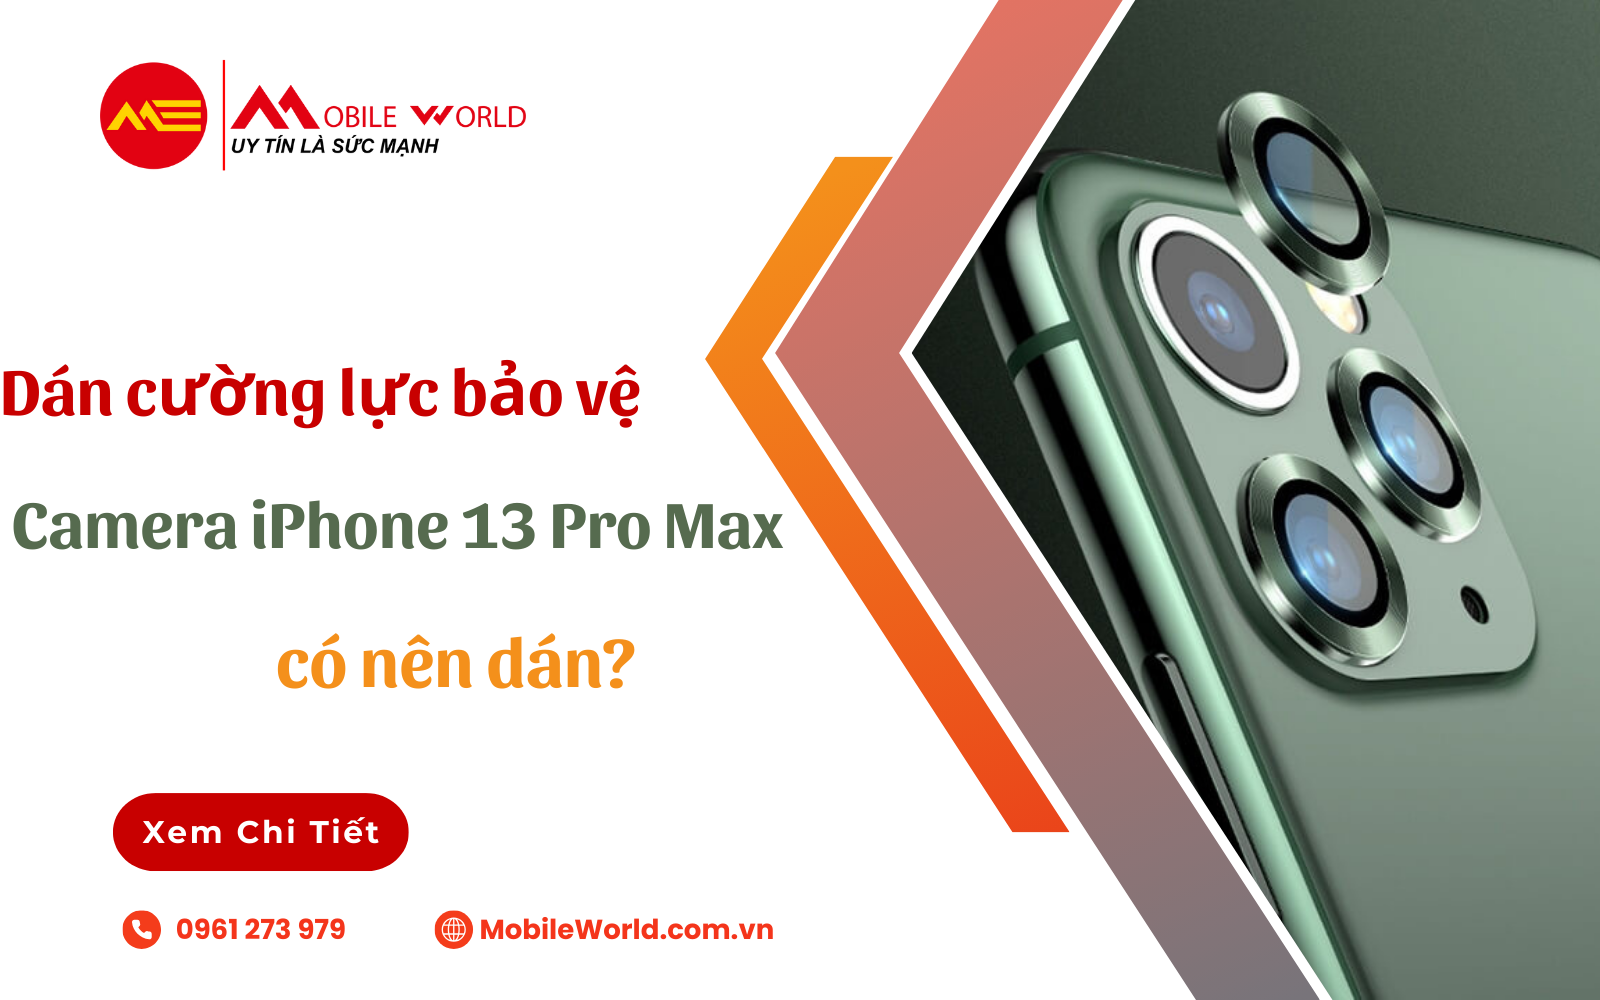 MOBILE WORLD
UY TÍN LÀ SỨC MẠNH
Dán cường lực bảo vệ
Camera iPhone 13 Pro Max
có nên dán?
Xem Chi Tiết
0961 273 979
MobileWorld.com.vn